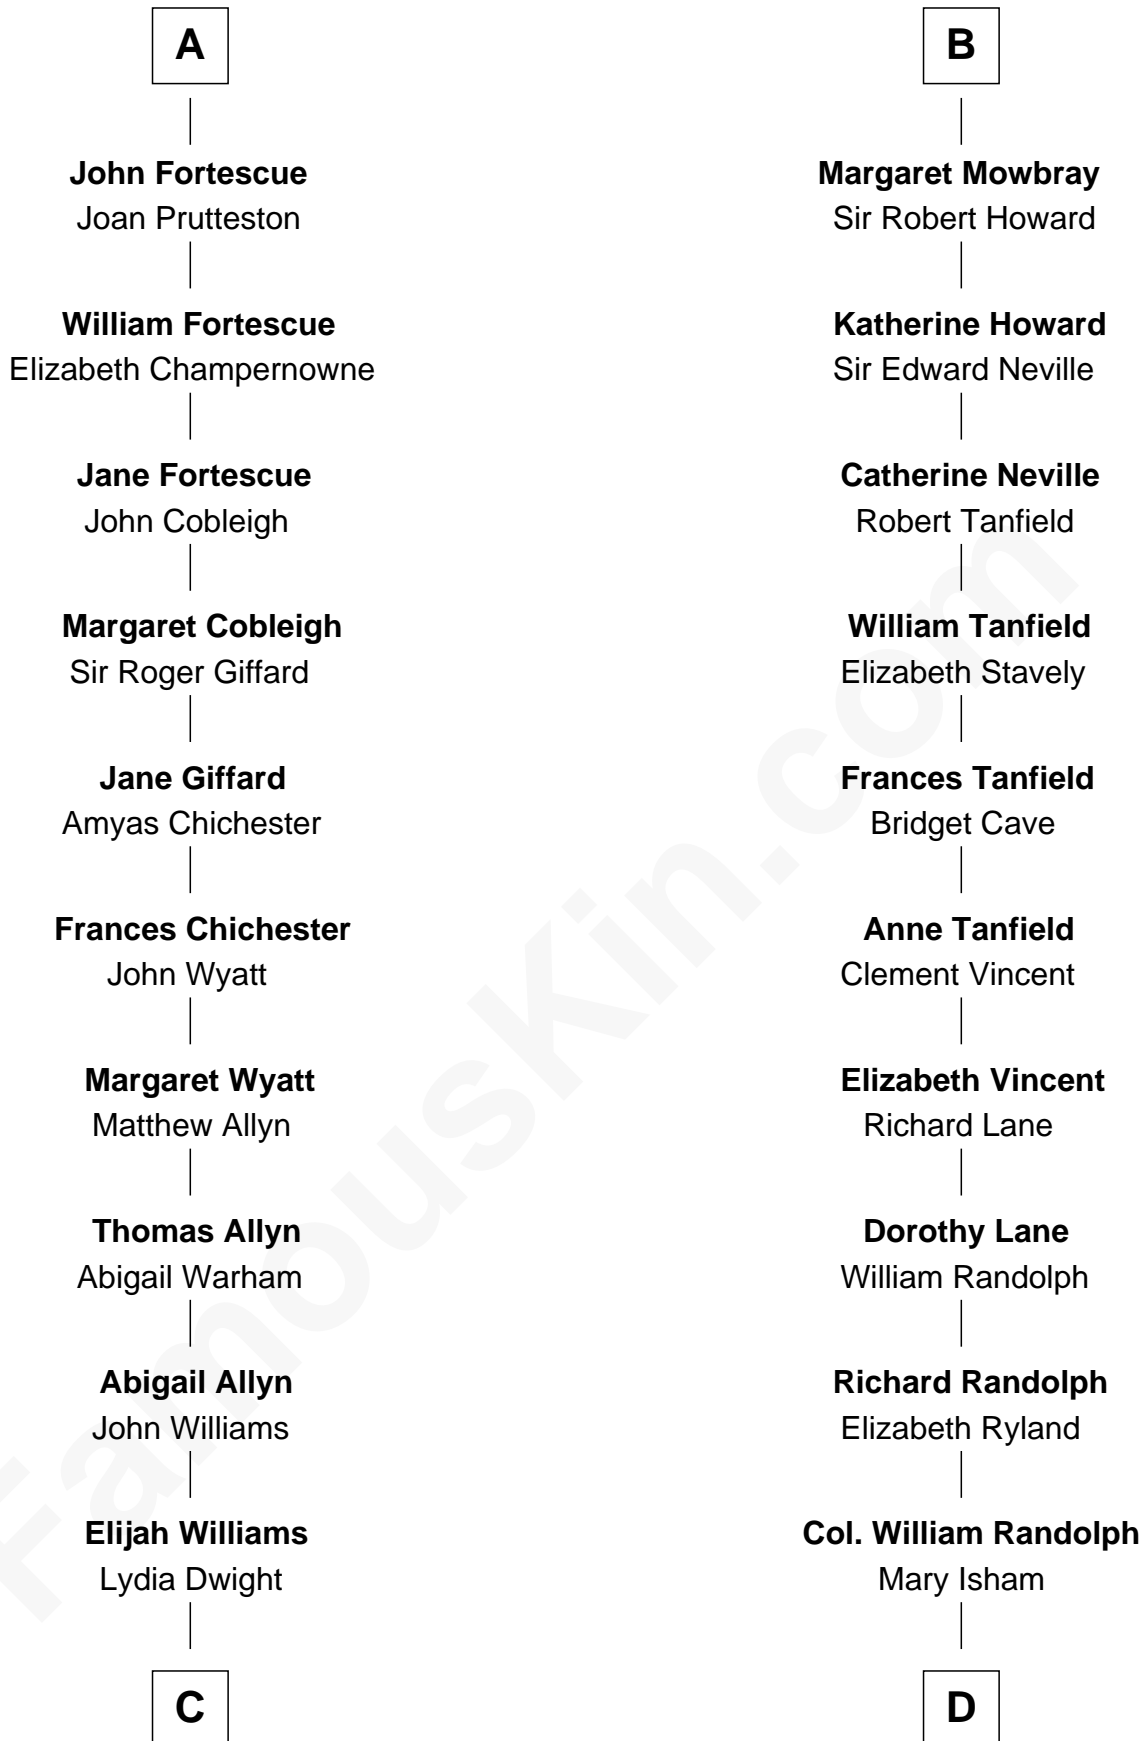 A
John Fortescue
Joan Prutteston
William Fortescue
Elizabeth Champernowne
Jane Fortescue
John Cobleigh
Margaret Cobleigh
Sir Roger Giffard
Jane Giffard
Amyas Chichester
Frances Chichester
John Wyatt
Margaret Wyatt
Matthew Allyn
Thomas Allyn
Abigail Warham
Abigail Allyn
John Williams
Elijah Williams
Lydia Dwight
C
B
Margaret Mowbray
Sir Robert Howard
Katherine Howard
Sir Edward Neville
Catherine Neville
Robert Tanfield
William Tanfield
Elizabeth Stavely
Frances Tanfield
Bridget Cave
Anne Tanfield
Clement Vincent
Elizabeth Vincent
Richard Lane
Dorothy Lane
William Randolph
Richard Randolph
Elizabeth Ryland
Col. William Randolph
Mary Isham
D
FamousKin.com